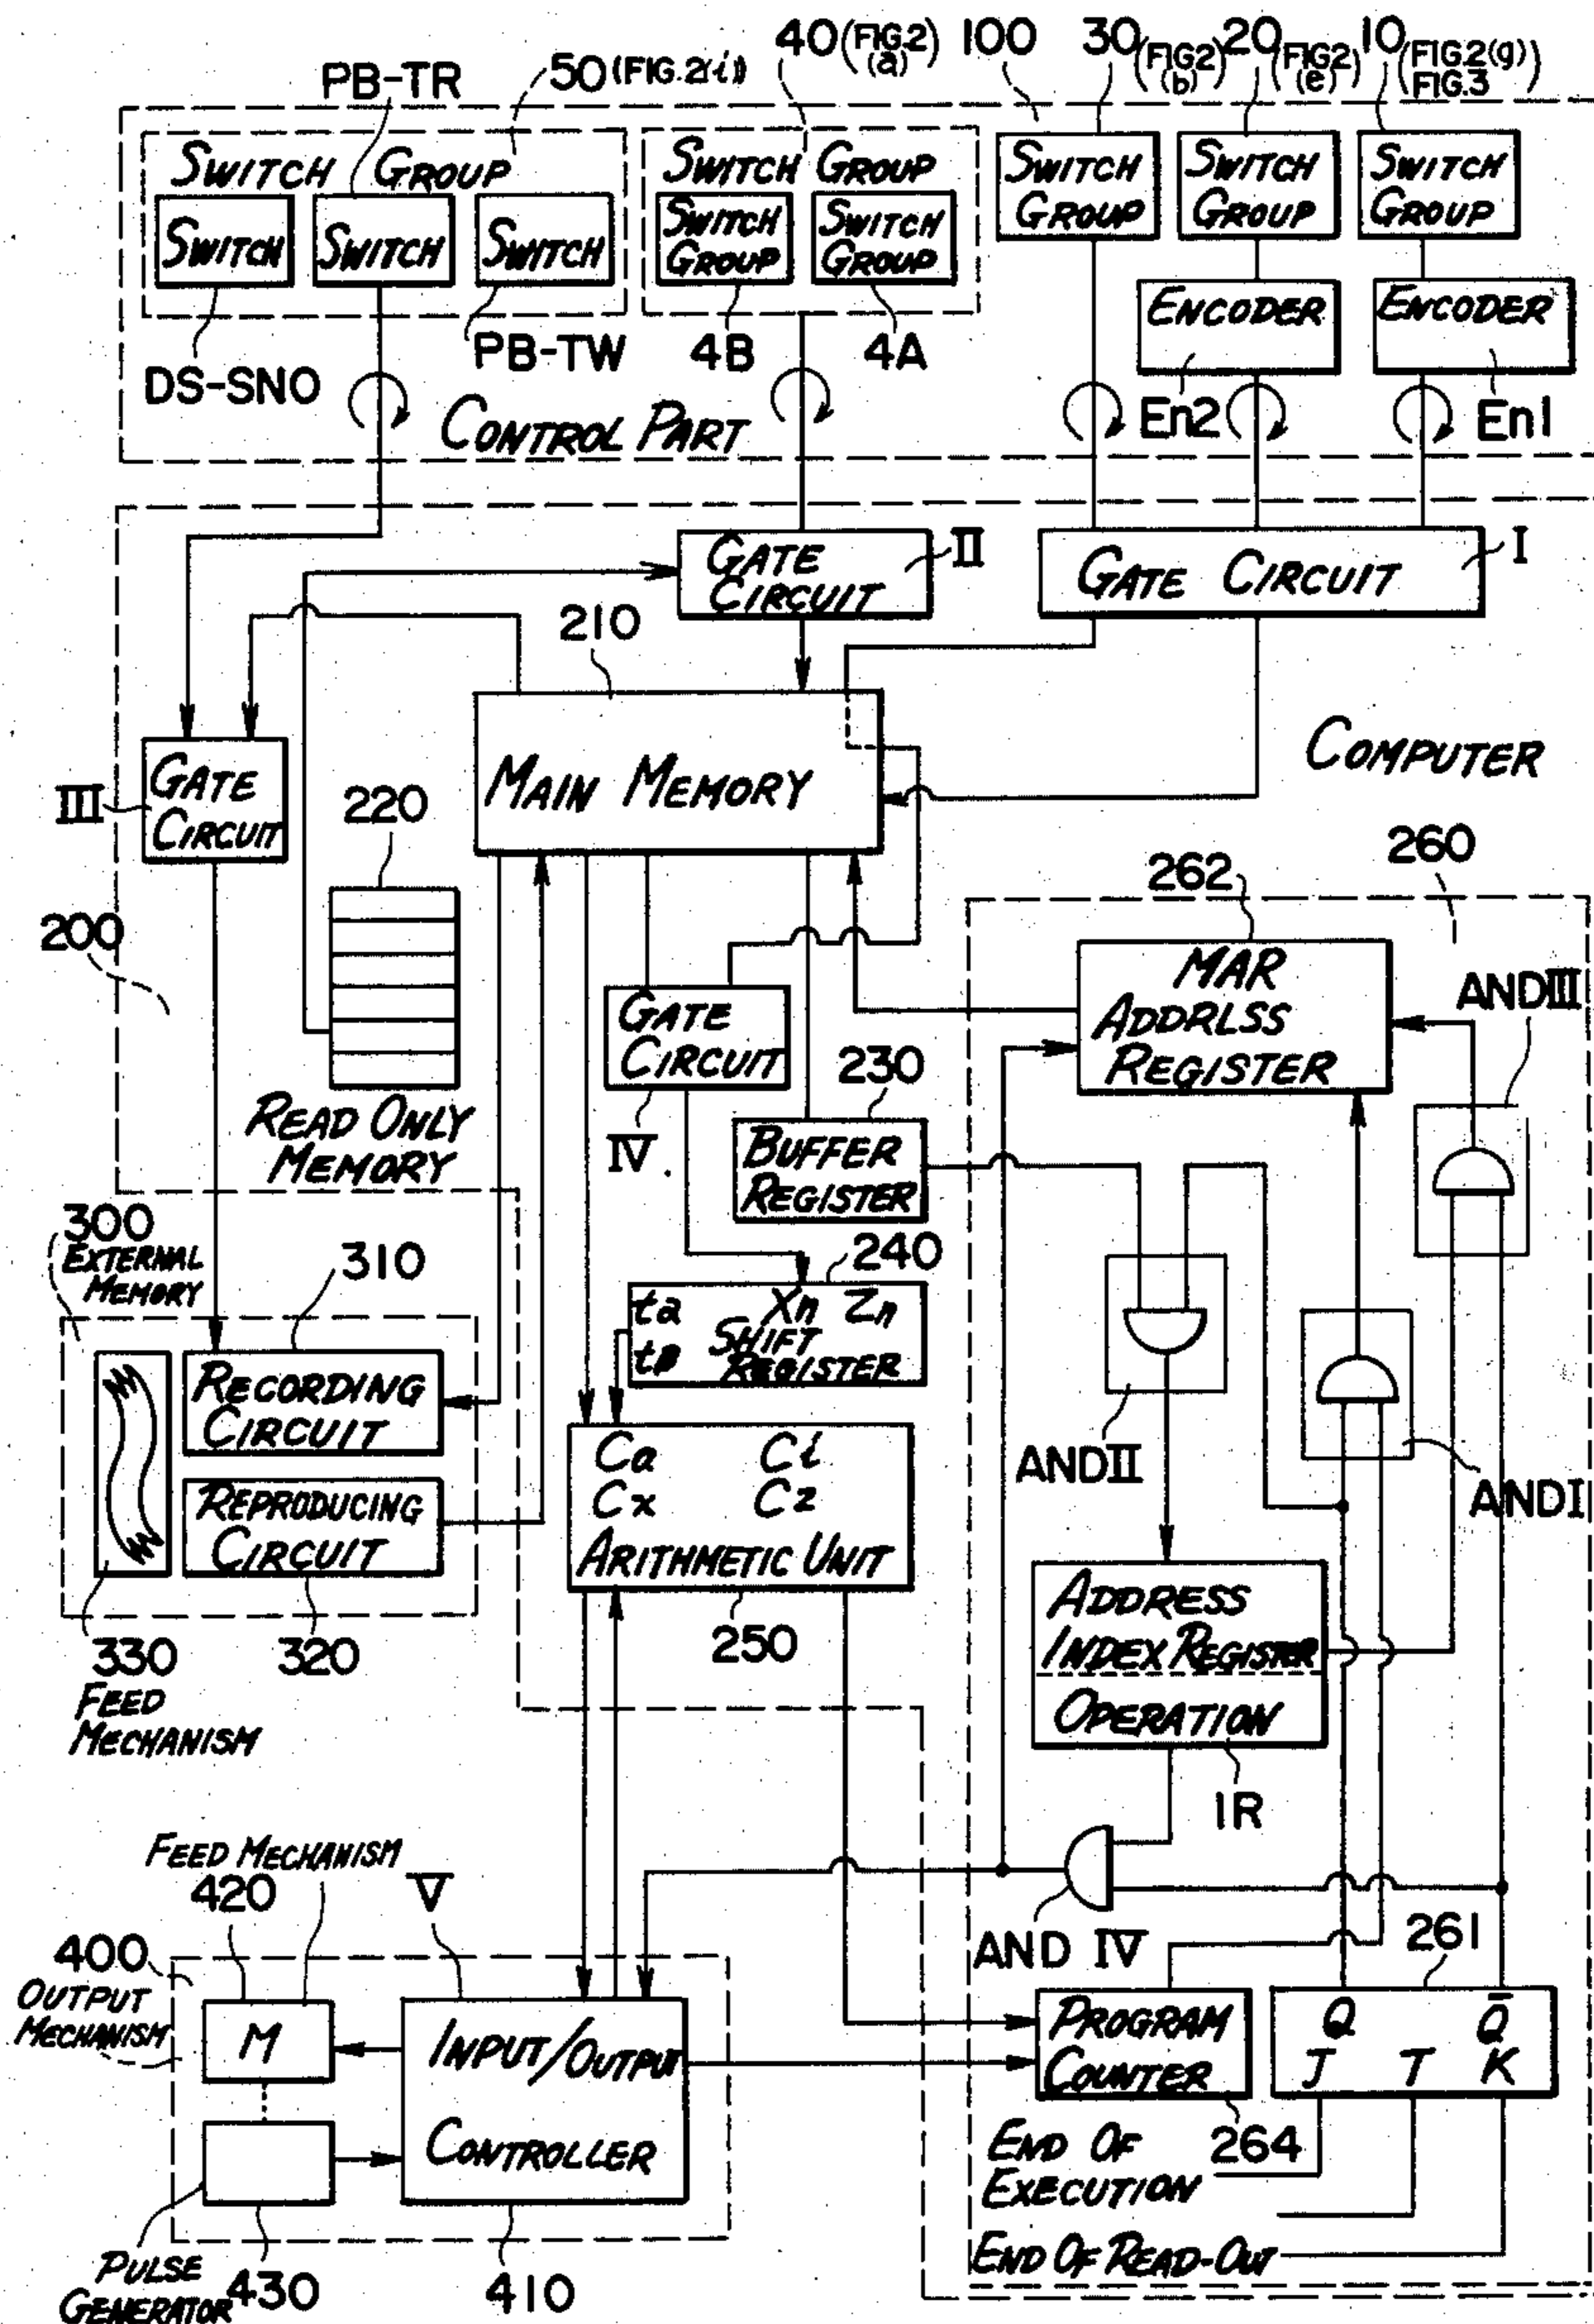 40 (FIG.2) (a)
100
30 (FIG2) (b)
20 (FIG2) (e)
10 (FIG.2(g)) FIG.3
PB-TR
50 (FIG.2(i))
SWITCH GROUP
SWITCH
SWITCH
SWITCH
SWITCH GROUP
SWITCH
GROUP
SWITCH
GROUP
SWITCH
GROUP
SWITCH
GROUP
SWITCH
GROUP
ENCODER
ENCODER
DS-SNO
PB-TW
4B
4A
En2
En1
CONTROL PART
GATE
CIRCUIT
II
GATE CIRCUIT
I
210
MAIN MEMORY
COMPUTER
III
GATE
CIRCUIT
220
200
READ ONLY
MEMORY
GATE
CIRCUIT
IV
230
BUFFER
REGISTER
260
262
MAR
ADDRLSS
REGISTER
ANDIII
300
EXTERNAL
MEMORY
310
RECORDING
CIRCUIT
REPRODUCING
CIRCUIT
330
320
FEED
MECHANISM
240
ta Xn Zn
tβ SHIFT
REGISTER
Ca Ci
Cx Cz
ARITHMETIC UNIT
250
ANDII
ANDI
ADDRESS
INDEX REGISTER
OPERATION
IR
AND IV
FEED MECHANISM
420
V
400
OUTPUT
MECHANISM
M
INPUT/OUTPUT
CONTROLLER
PULSE
GENERATOR
430
410
PROGRAM
COUNTER
264
261
Q Q̄
J T K
END OF
EXECUTION
END OF READ-OUT